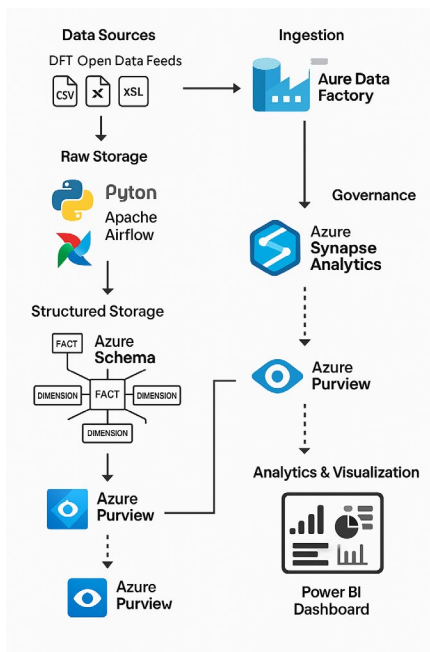 Data Sources
DFT Open Data Feeds
CSV
X
XSL
Raw Storage
Pyton
Apache
Airflow
Structured Storage
FACT
Azure
Schema
DIMENSION
FACT
DIMENSION
DIMENSION
Azure
Purview
Azure
Purview
Ingestion
Aure Data
Factory
Governance
Azure
Synapse
Analytics
Azure
Purview
Analytics & Visualization
Power BI
Dashboard